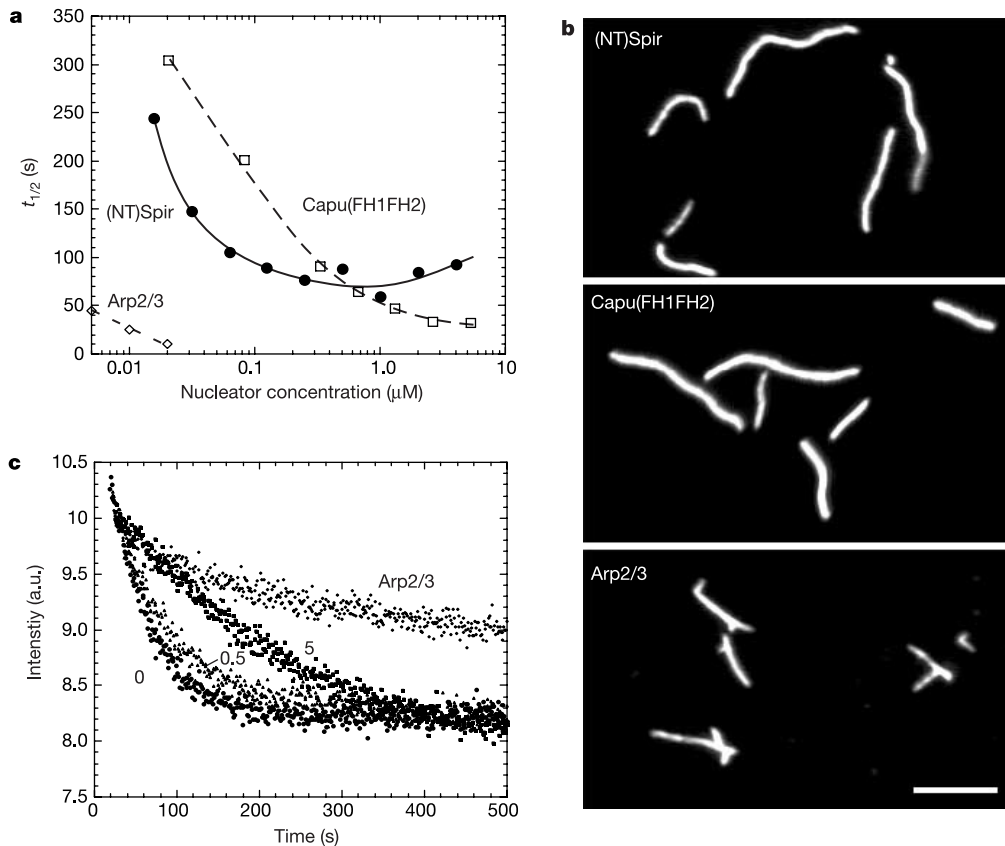 a
350
300
250
200
150
100
50
0
t1/2 (s)
(NT)Spir
Capu(FH1FH2)
Arp2/3
0.01
0.1
1.0
10
Nucleator concentration (μM)
b
(NT)Spir
Capu(FH1FH2)
Arp2/3
c
10.5
10
9.5
9.0
8.5
8.0
7.5
Intenstiy (a.u.)
Arp2/3
5
0.5
0
0
100
200
300
400
500
Time (s)